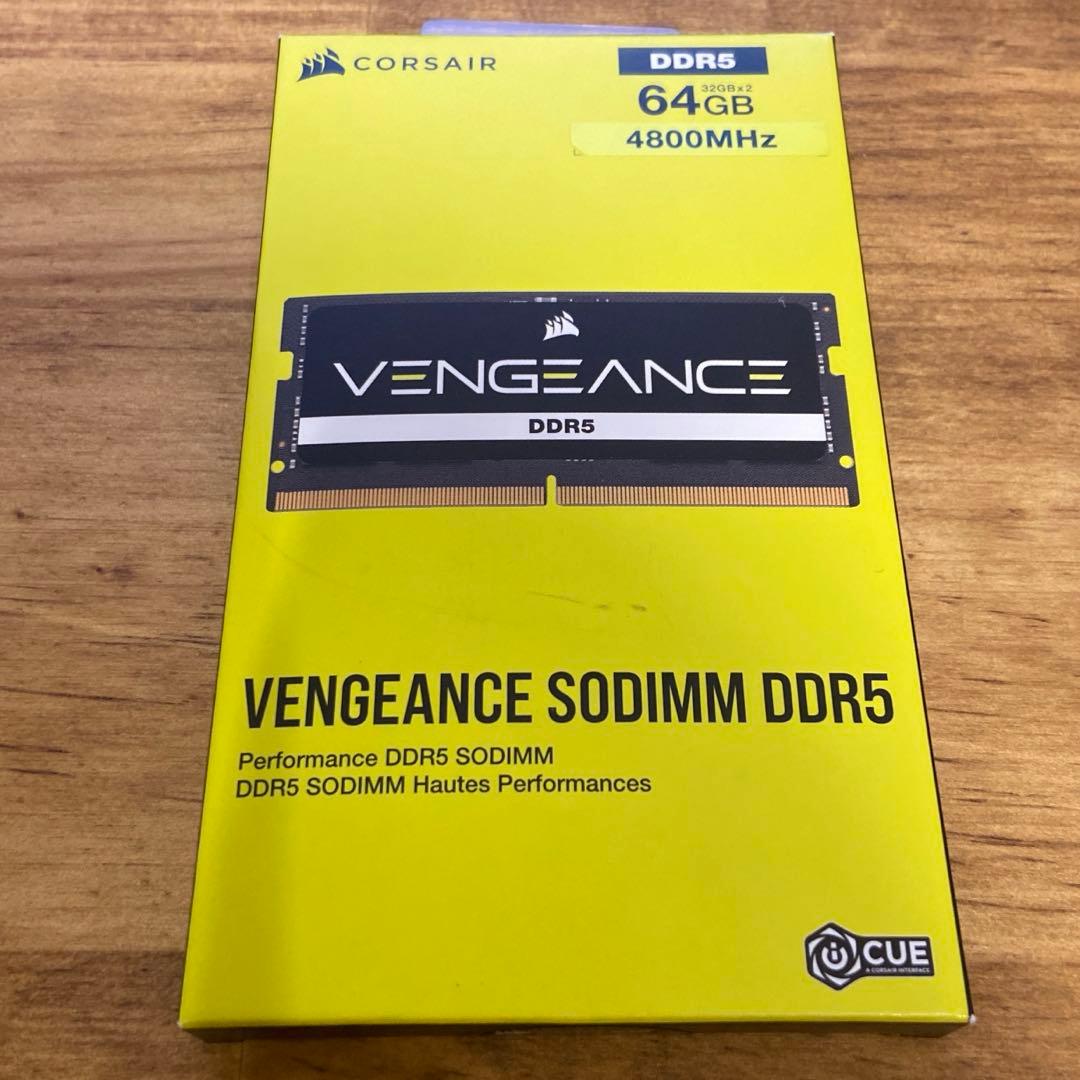 CORSAIR
DDR5
32GBx2
64GB
4800MHz
VENGEANCE
DDR5
VENGEANCE SODIMM DDR5
Performance DDR5 SODIMM
DDR5 SODIMM Hautes Performances
iCUE
A CORSAIR INTERFACE